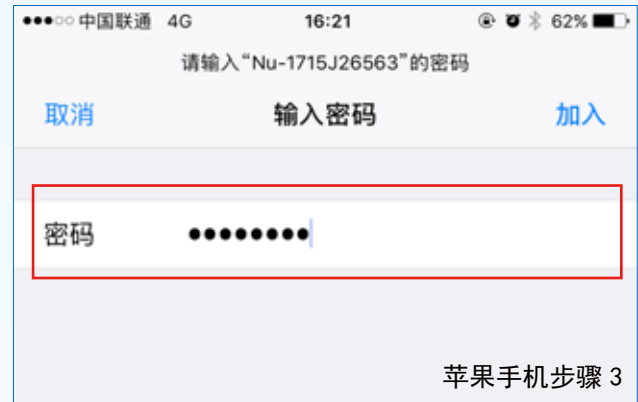 中国联通 4G 16:21 62%
请输入“Nu-1715J26563”的密码
取消 输入密码 加入
密码 ••••••••
苹果手机步骤 3